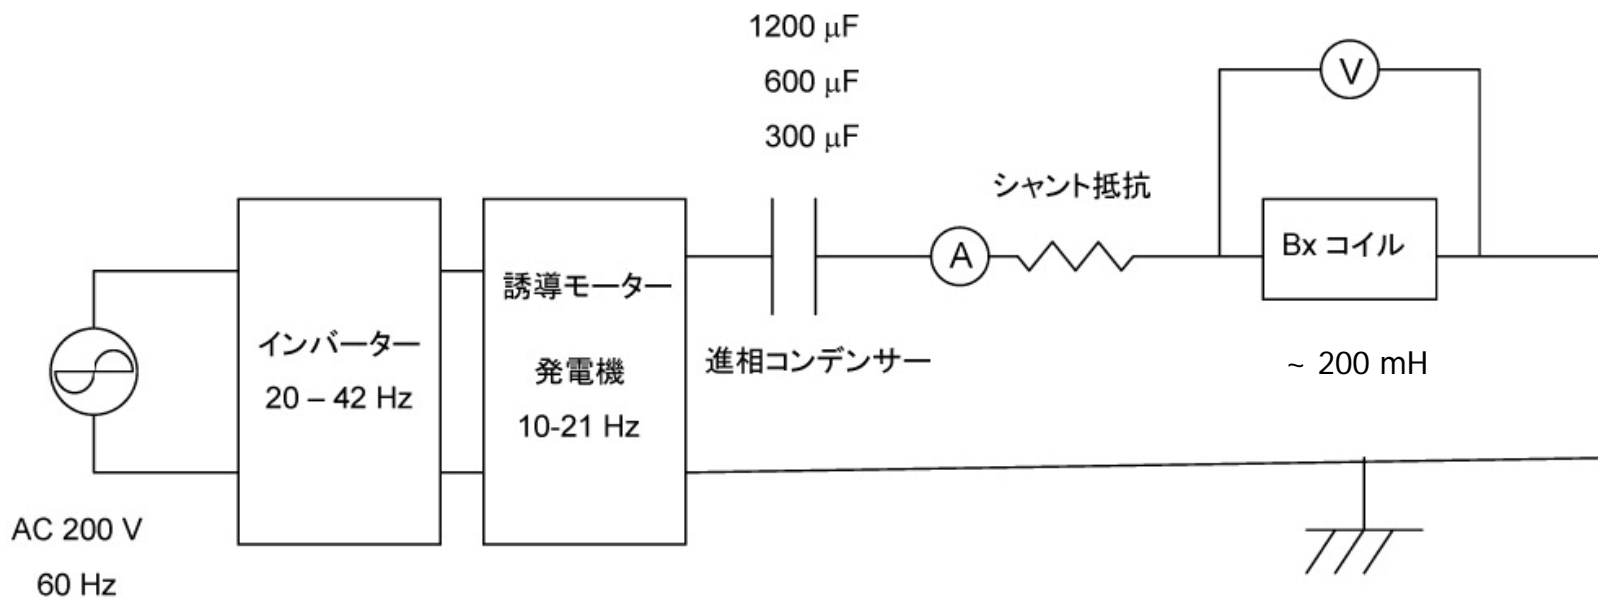 1200 μF
600 μF
300 μF
V
シャント抵抗
A
Bx コイル
誘導モーター
インバーター
発電機
進相コンデンサー
~ 200 mH
20 – 42 Hz
10-21 Hz
AC 200 V
60 Hz